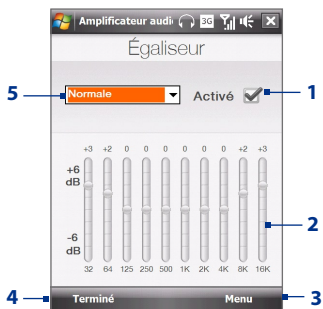 Amplificateur audi
3G
Égaliseur
5
Normale
Activé
1
+3 +2 0 0 0 0 0 0 +2 +3
+6
dB
2
-6
dB
32 64 125 250 500 1K 2K 4K 8K 16K
4
Terminé
Menu
3